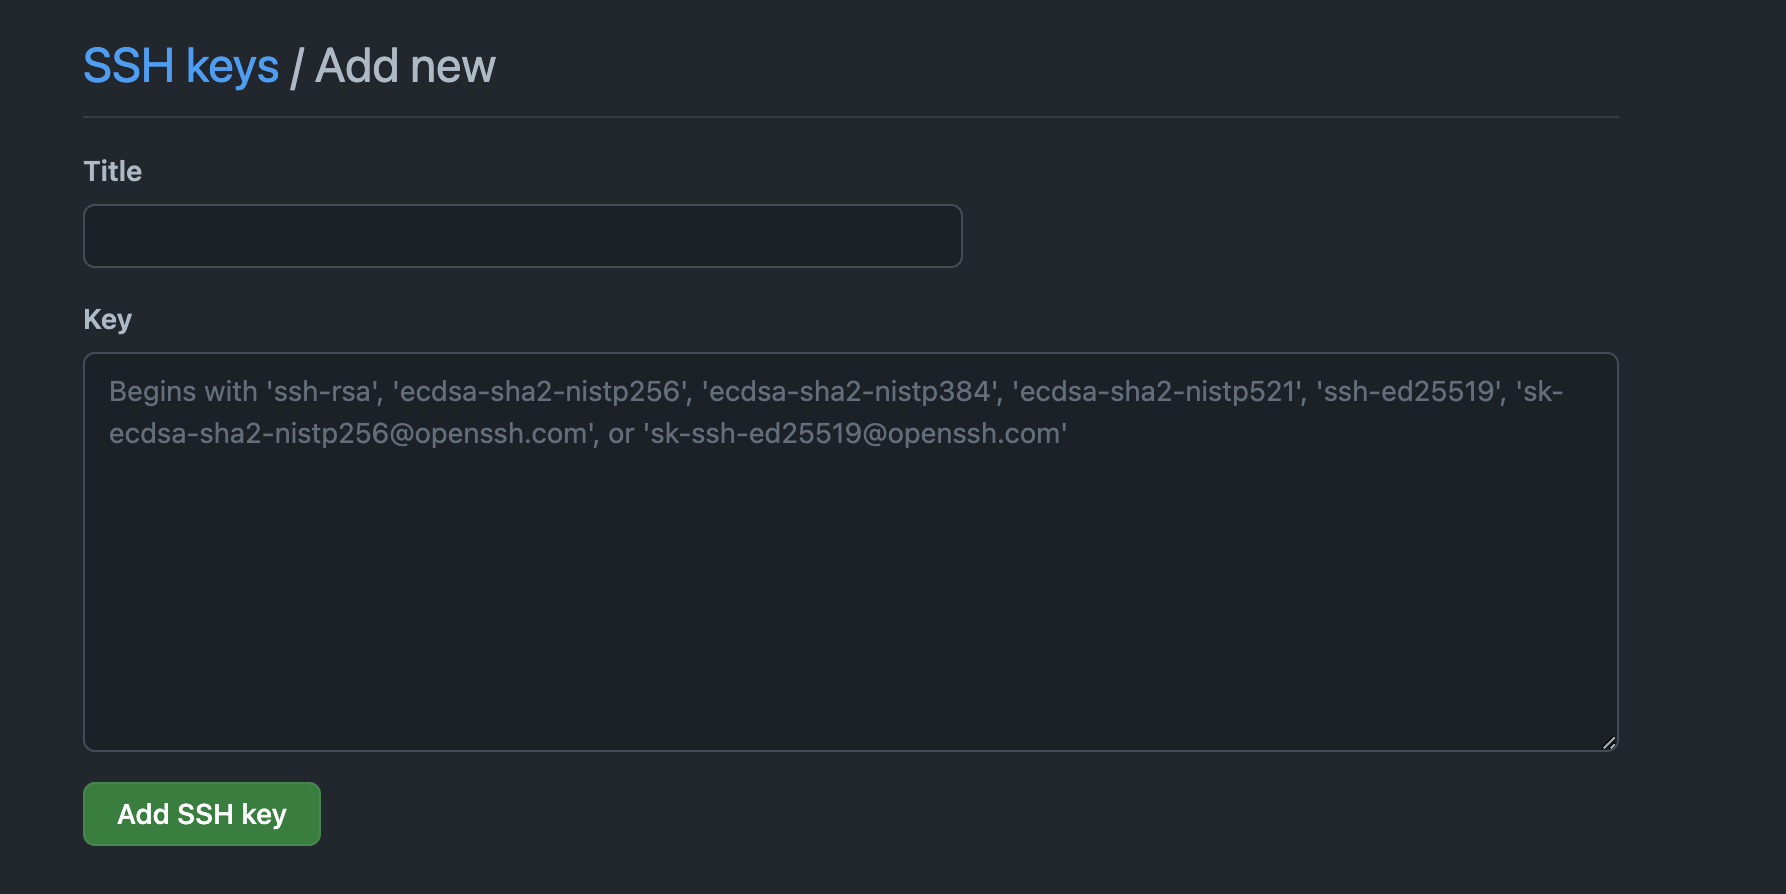 SSH keys / Add new
Title
Key
Begins with 'ssh-rsa', 'ecdsa-sha2-nistp256', 'ecdsa-sha2-nistp384', 'ecdsa-sha2-nistp521', 'ssh-ed25519', 'sk-
ecdsa-sha2-nistp256@openssh.com', or 'sk-ssh-ed25519@openssh.com'
Add SSH key